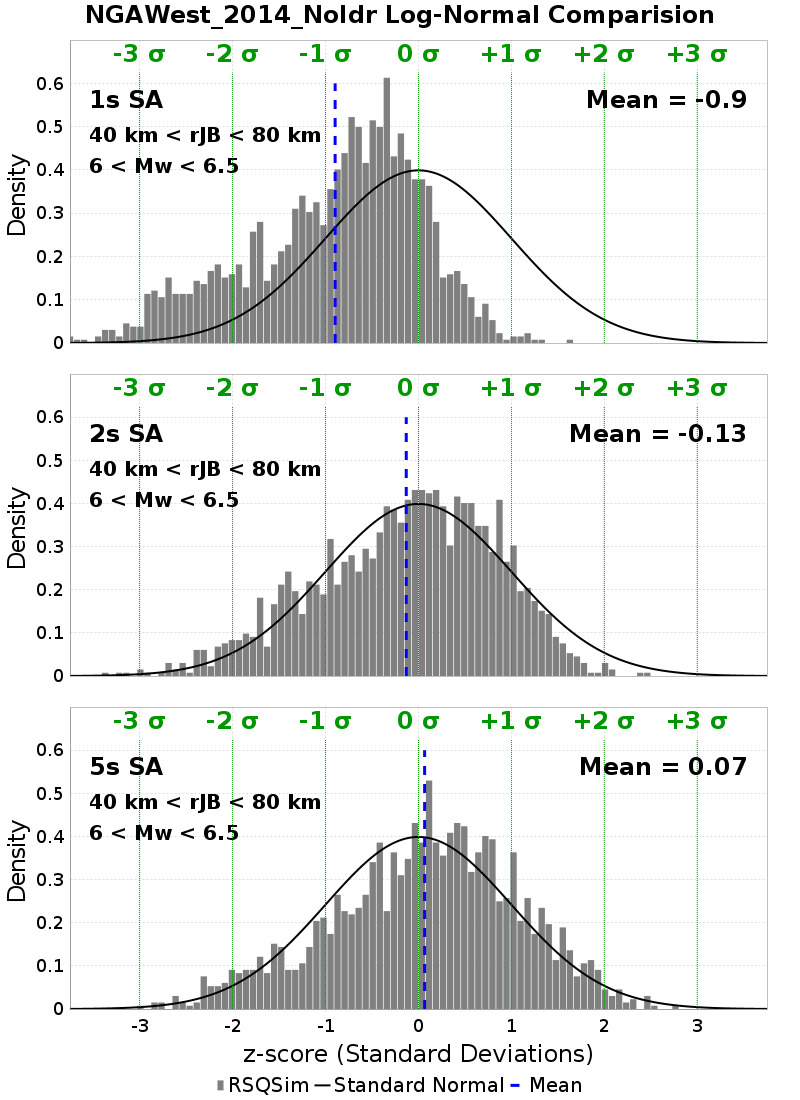 NGAWest_2014_NoIdr Log-Normal Comparision
-3 σ -2 σ -1 σ 0 σ +1 σ +2 σ +3 σ
1s SA
Mean = -0.9
40 km < rJB < 80 km
6 < Mw < 6.5
0.6
0.5
0.4
0.3
0.2
0.1
0
Density
-3 σ -2 σ -1 σ 0 σ +1 σ +2 σ +3 σ
2s SA
Mean = -0.13
40 km < rJB < 80 km
6 < Mw < 6.5
0.6
0.5
0.4
0.3
0.2
0.1
0
Density
-3 σ -2 σ -1 σ 0 σ +1 σ +2 σ +3 σ
5s SA
Mean = 0.07
40 km < rJB < 80 km
6 < Mw < 6.5
0.6
0.5
0.4
0.3
0.2
0.1
0
Density
-3 -2 -1 0 1 2 3
z-score (Standard Deviations)
RSQSim Standard Normal Mean